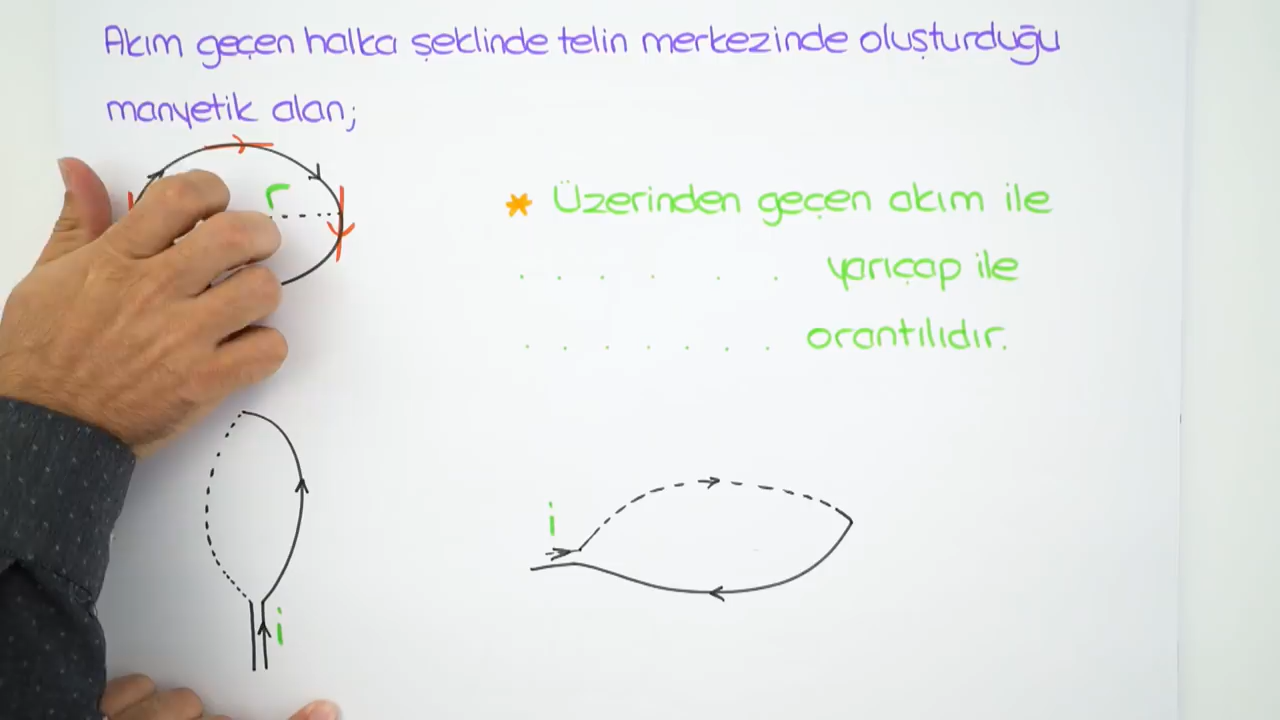 Akım geçen halka şeklinde telin merkezinde oluşturduğu
manyetik alan;
r
* Üzerinden geçen akım ile
. . . . . yarıçap ile
. . . . . . . orantılıdır.
i
i